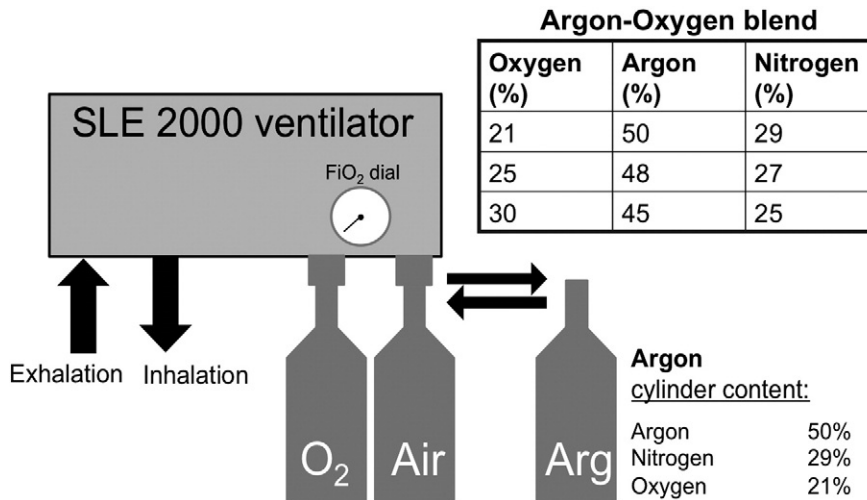 Argon-Oxygen blend
Oxygen (%) Argon (%) Nitrogen (%)
21 50 29
25 48 27
30 45 25
SLE 2000 ventilator
FiO₂ dial
Exhalation Inhalation
O₂ Air Arg
Argon
cylinder content:
Argon 50%
Nitrogen 29%
Oxygen 21%